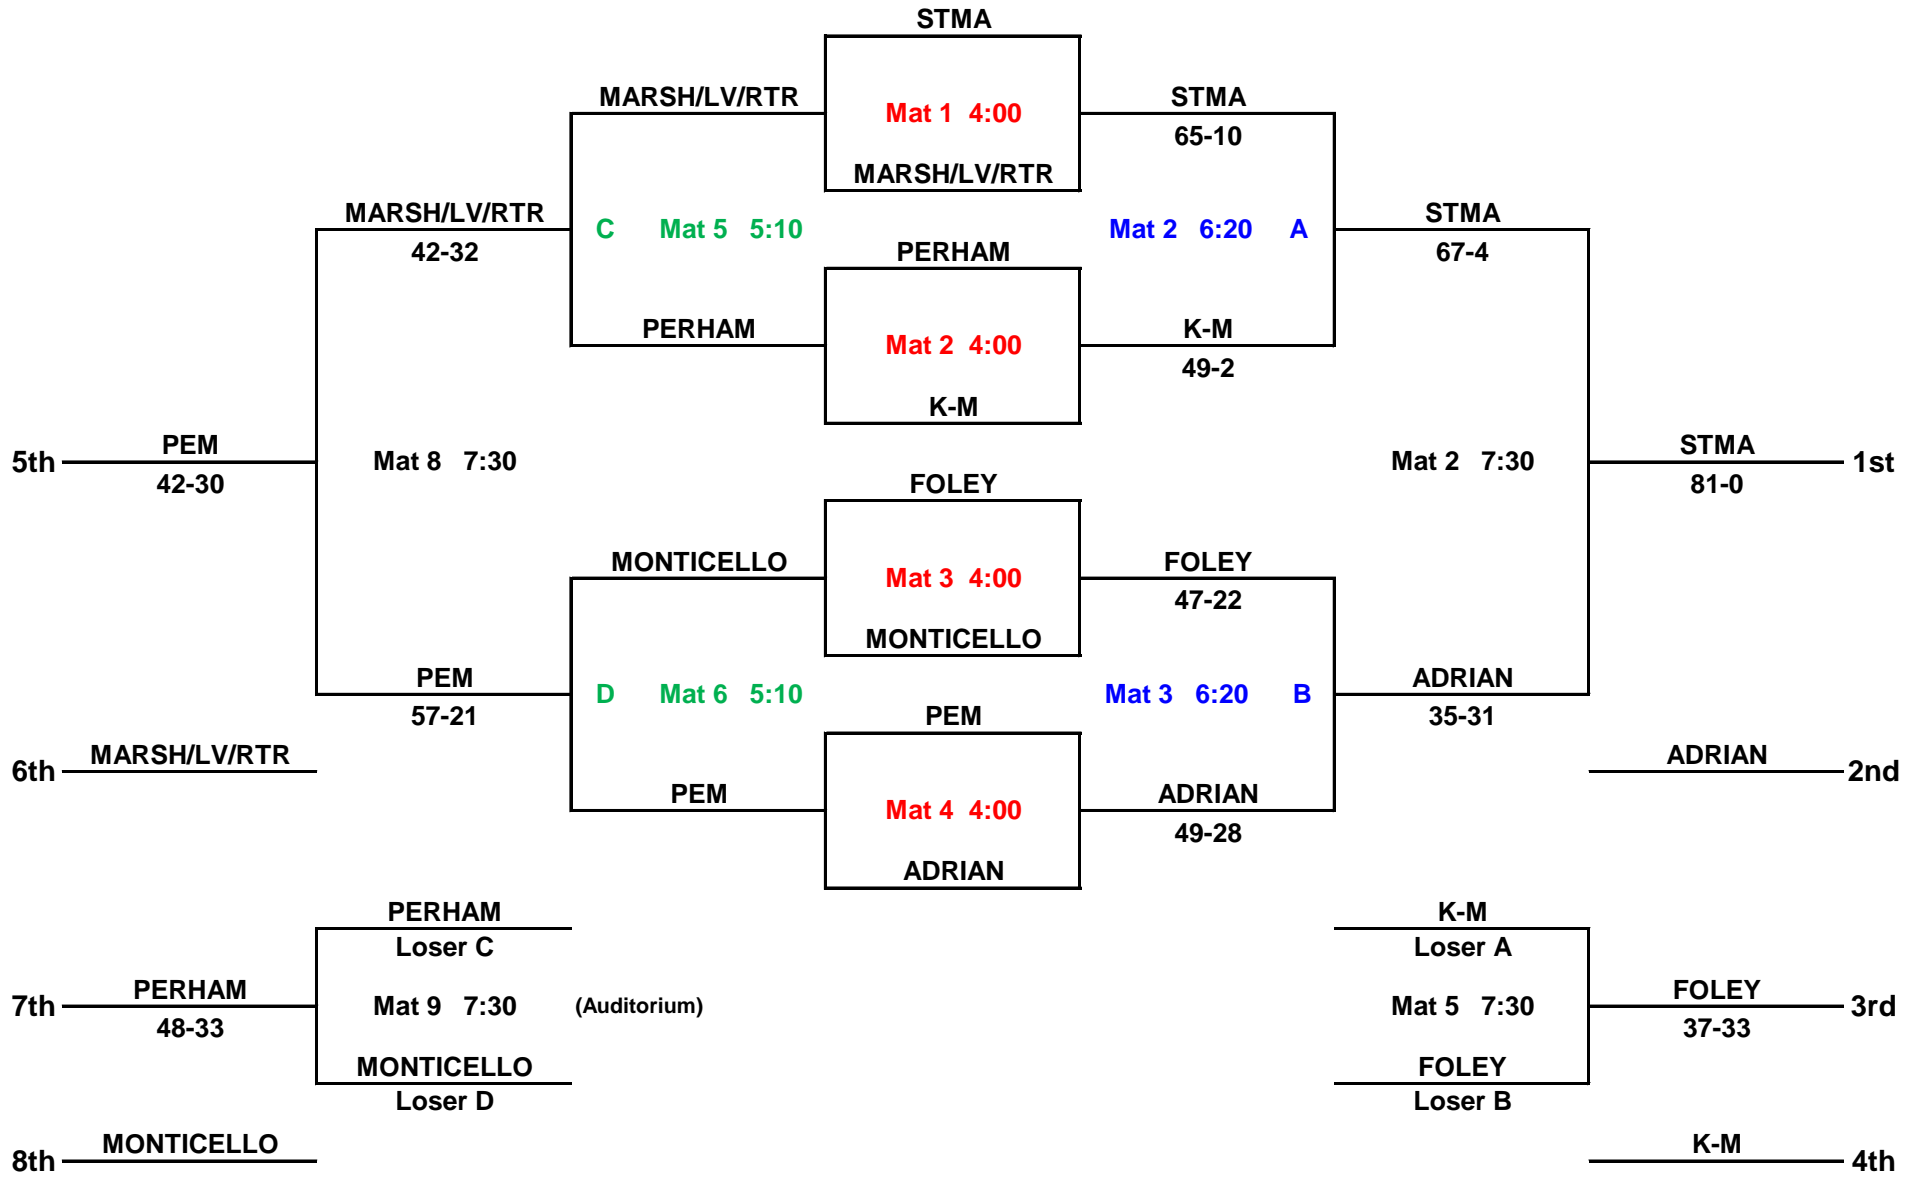 STMA
MARSH/LV/RTR
Mat 1 4:00
STMA
65-10
MARSH/LV/RTR
MARSH/LV/RTR
42-32
C Mat 5 5:10
Mat 2 6:20 A
STMA
67-4
PERHAM
PERHAM
Mat 2 4:00
K-M
49-2
K-M
5th
PEM
42-30
Mat 8 7:30
Mat 2 7:30
STMA
81-0
1st
FOLEY
MONTICELLO
Mat 3 4:00
FOLEY
47-22
MONTICELLO
PEM
57-21
D Mat 6 5:10
Mat 3 6:20 B
ADRIAN
35-31
PEM
6th
MARSH/LV/RTR
ADRIAN
2nd
PEM
Mat 4 4:00
ADRIAN
49-28
ADRIAN
PERHAM
Loser C
K-M
Loser A
7th
PERHAM
48-33
Mat 9 7:30
(Auditorium)
Mat 5 7:30
FOLEY
37-33
3rd
MONTICELLO
Loser D
FOLEY
Loser B
8th
MONTICELLO
K-M
4th